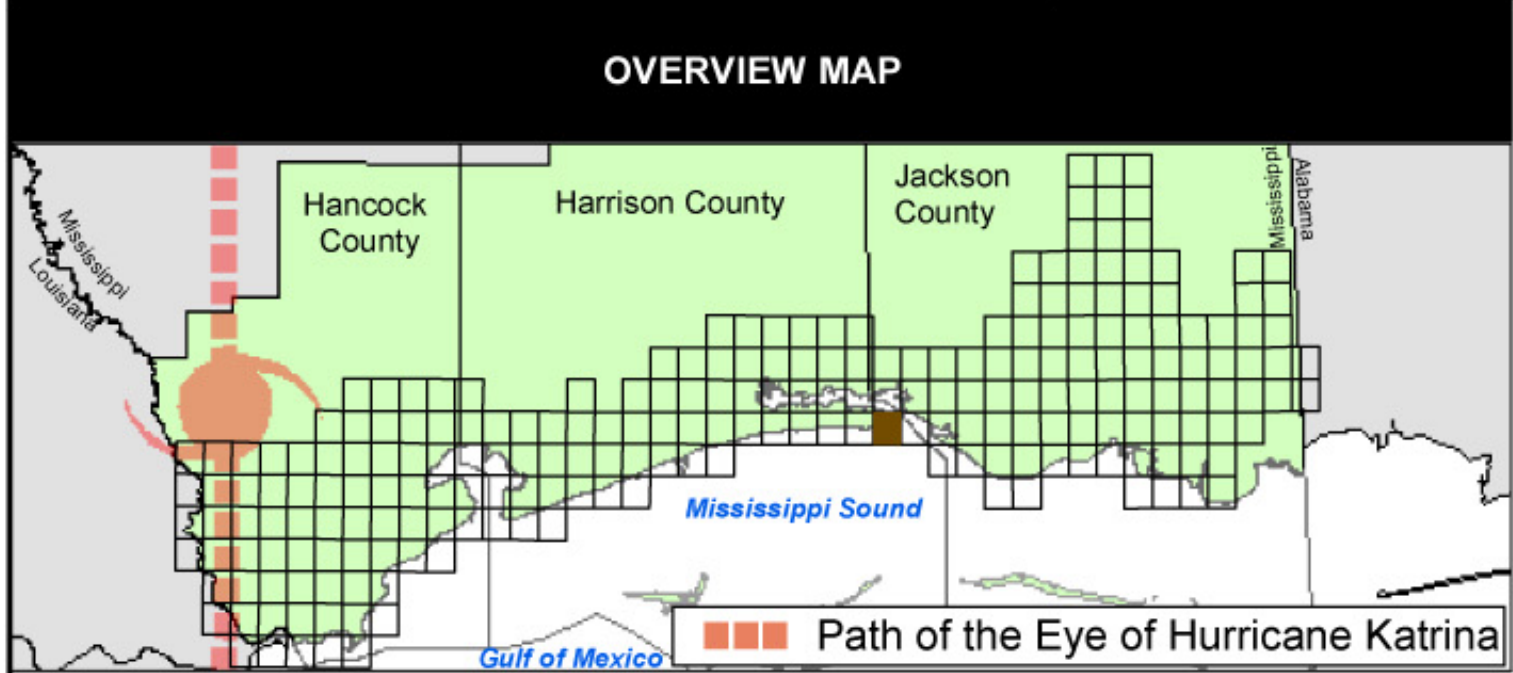 OVERVIEW MAP
Mississippi
Louisiana
Hancock
County
Harrison County
Jackson
County
Mississippi
Alabama
Mississippi Sound
Gulf of Mexico
Path of the Eye of Hurricane Katrina